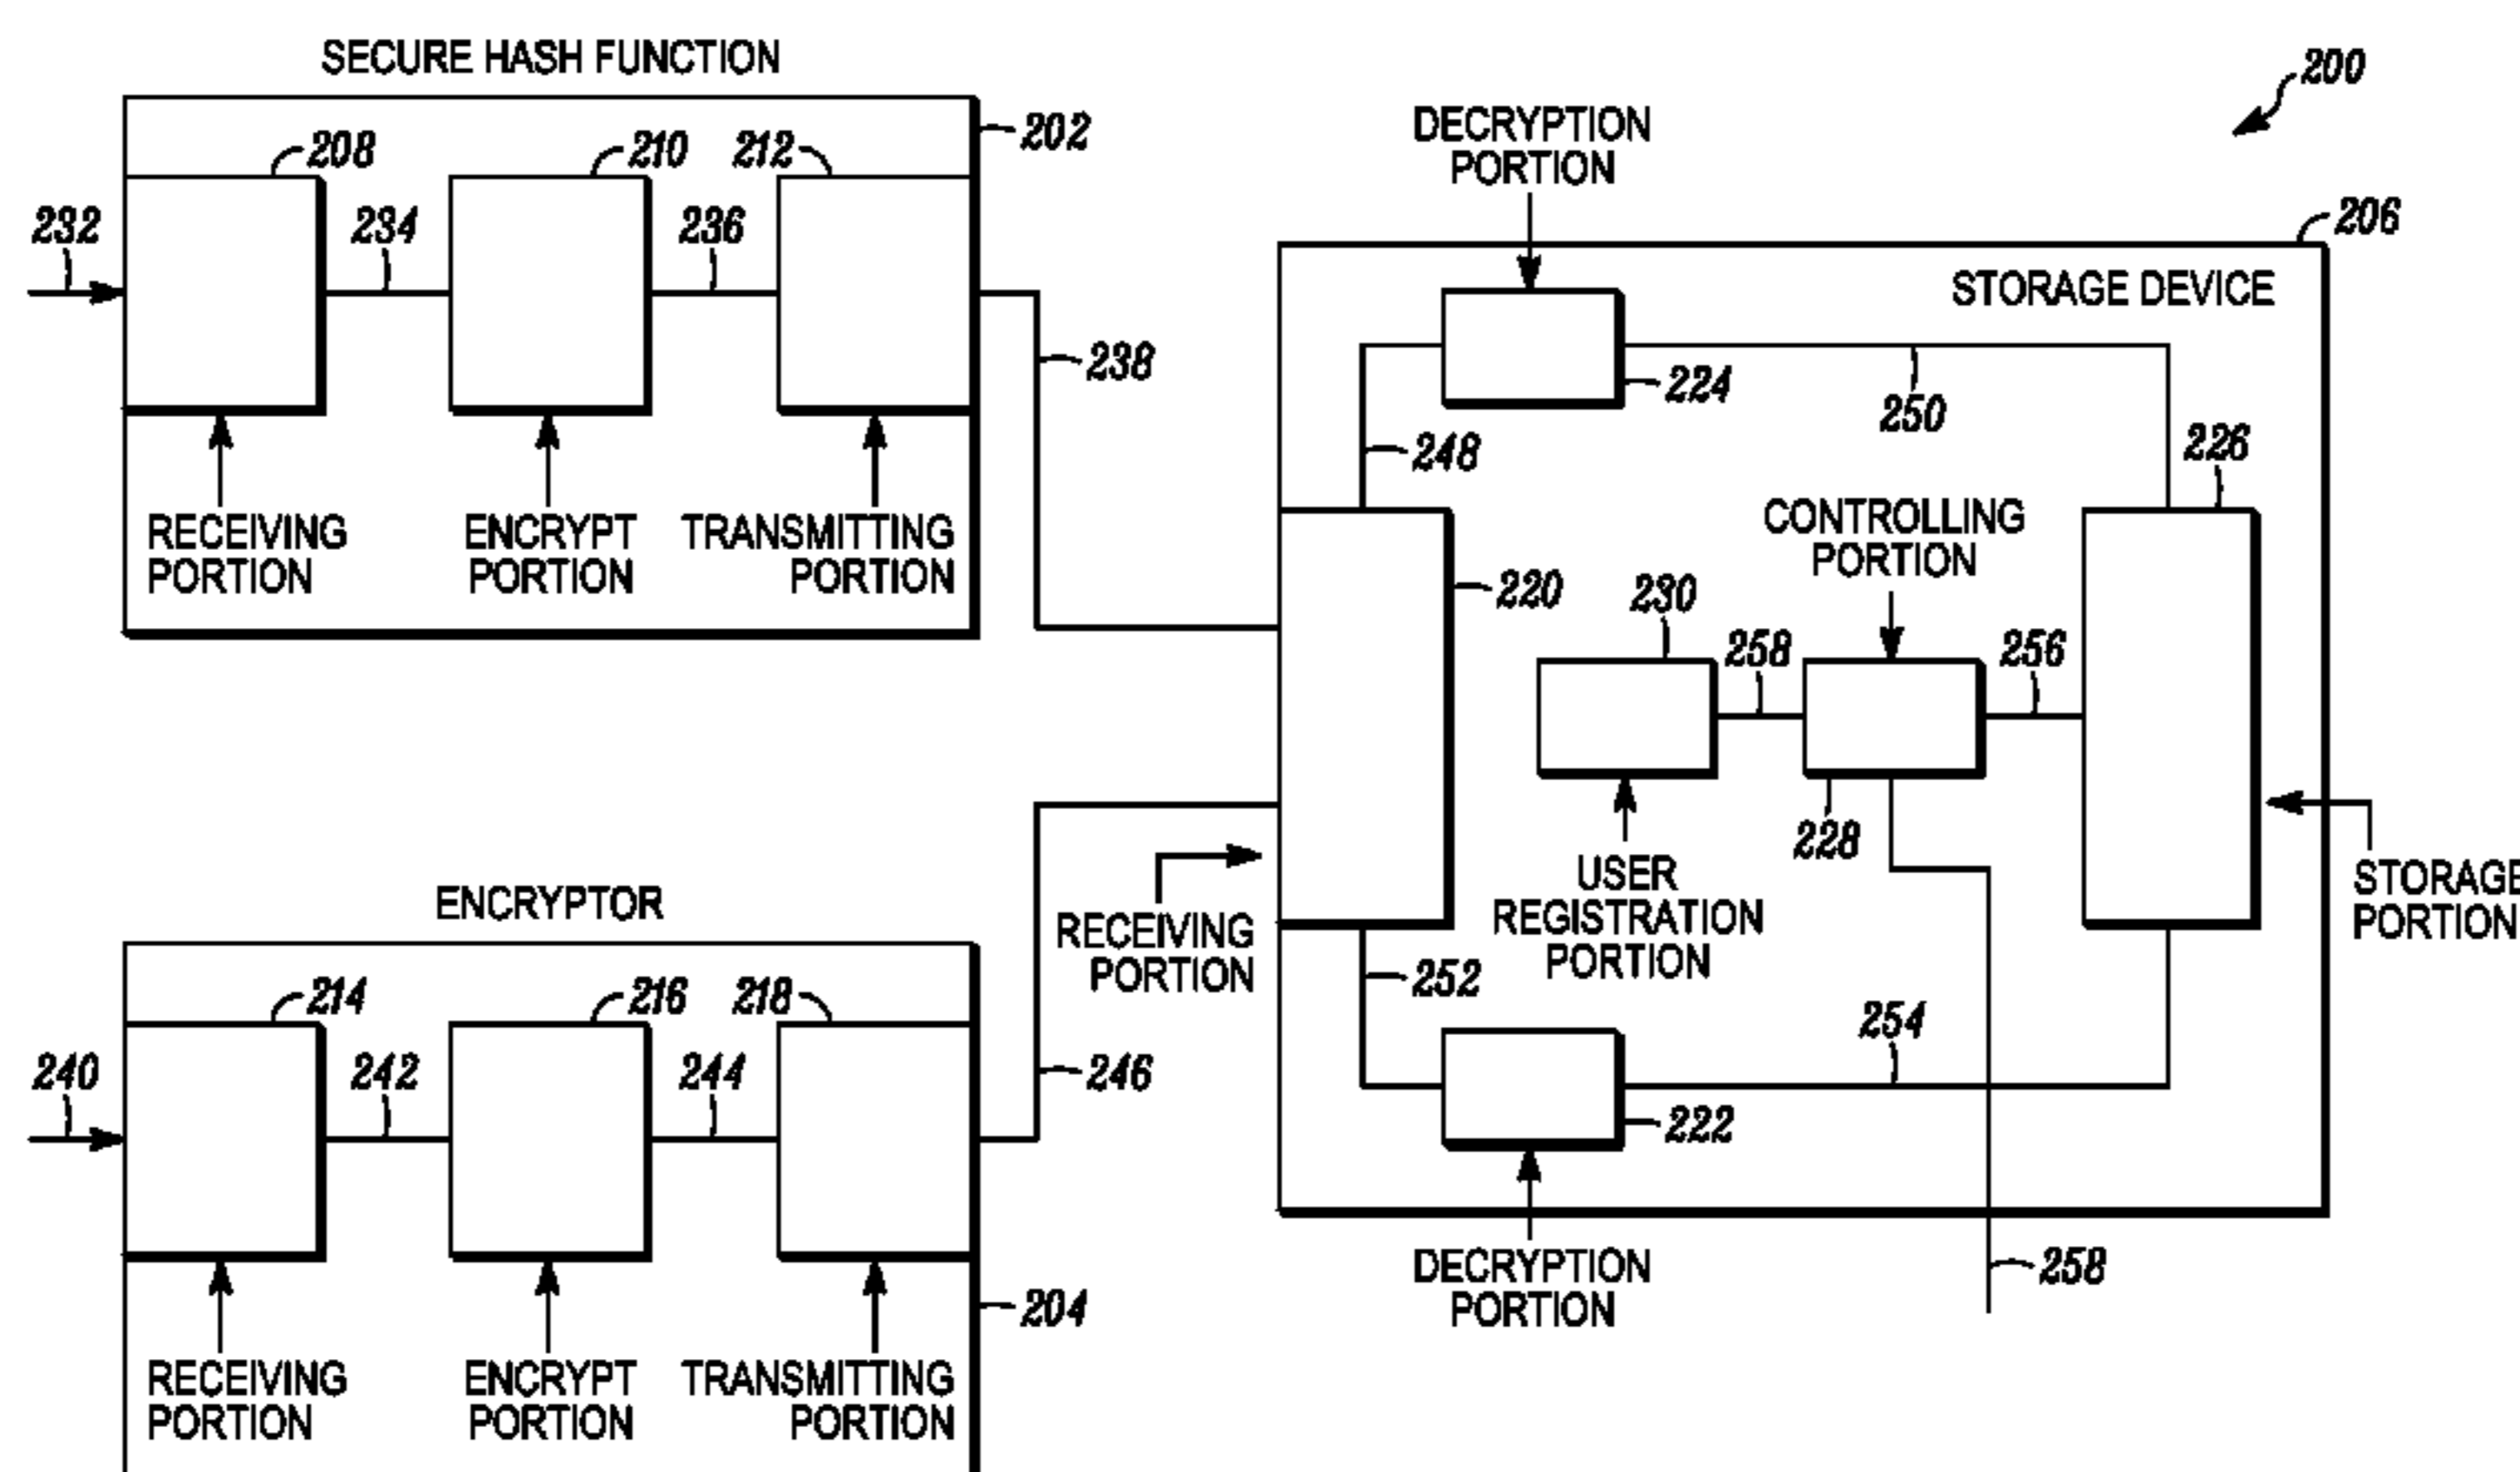 SECURE HASH FUNCTION
200
202
208
210
212
DECRYPTION
PORTION
206
232
234
236
STORAGE DEVICE
238
224
250
248
226
RECEIVING
PORTION
ENCRYPT
PORTION
TRANSMITTING
PORTION
CONTROLLING
PORTION
220
230
258
256
228
USER
REGISTRATION
PORTION
STORAGE
PORTION
RECEIVING
PORTION
252
254
ENCRYPTOR
214
216
218
240
242
244
246
222
DECRYPTION
PORTION
258
204
RECEIVING
PORTION
ENCRYPT
PORTION
TRANSMITTING
PORTION